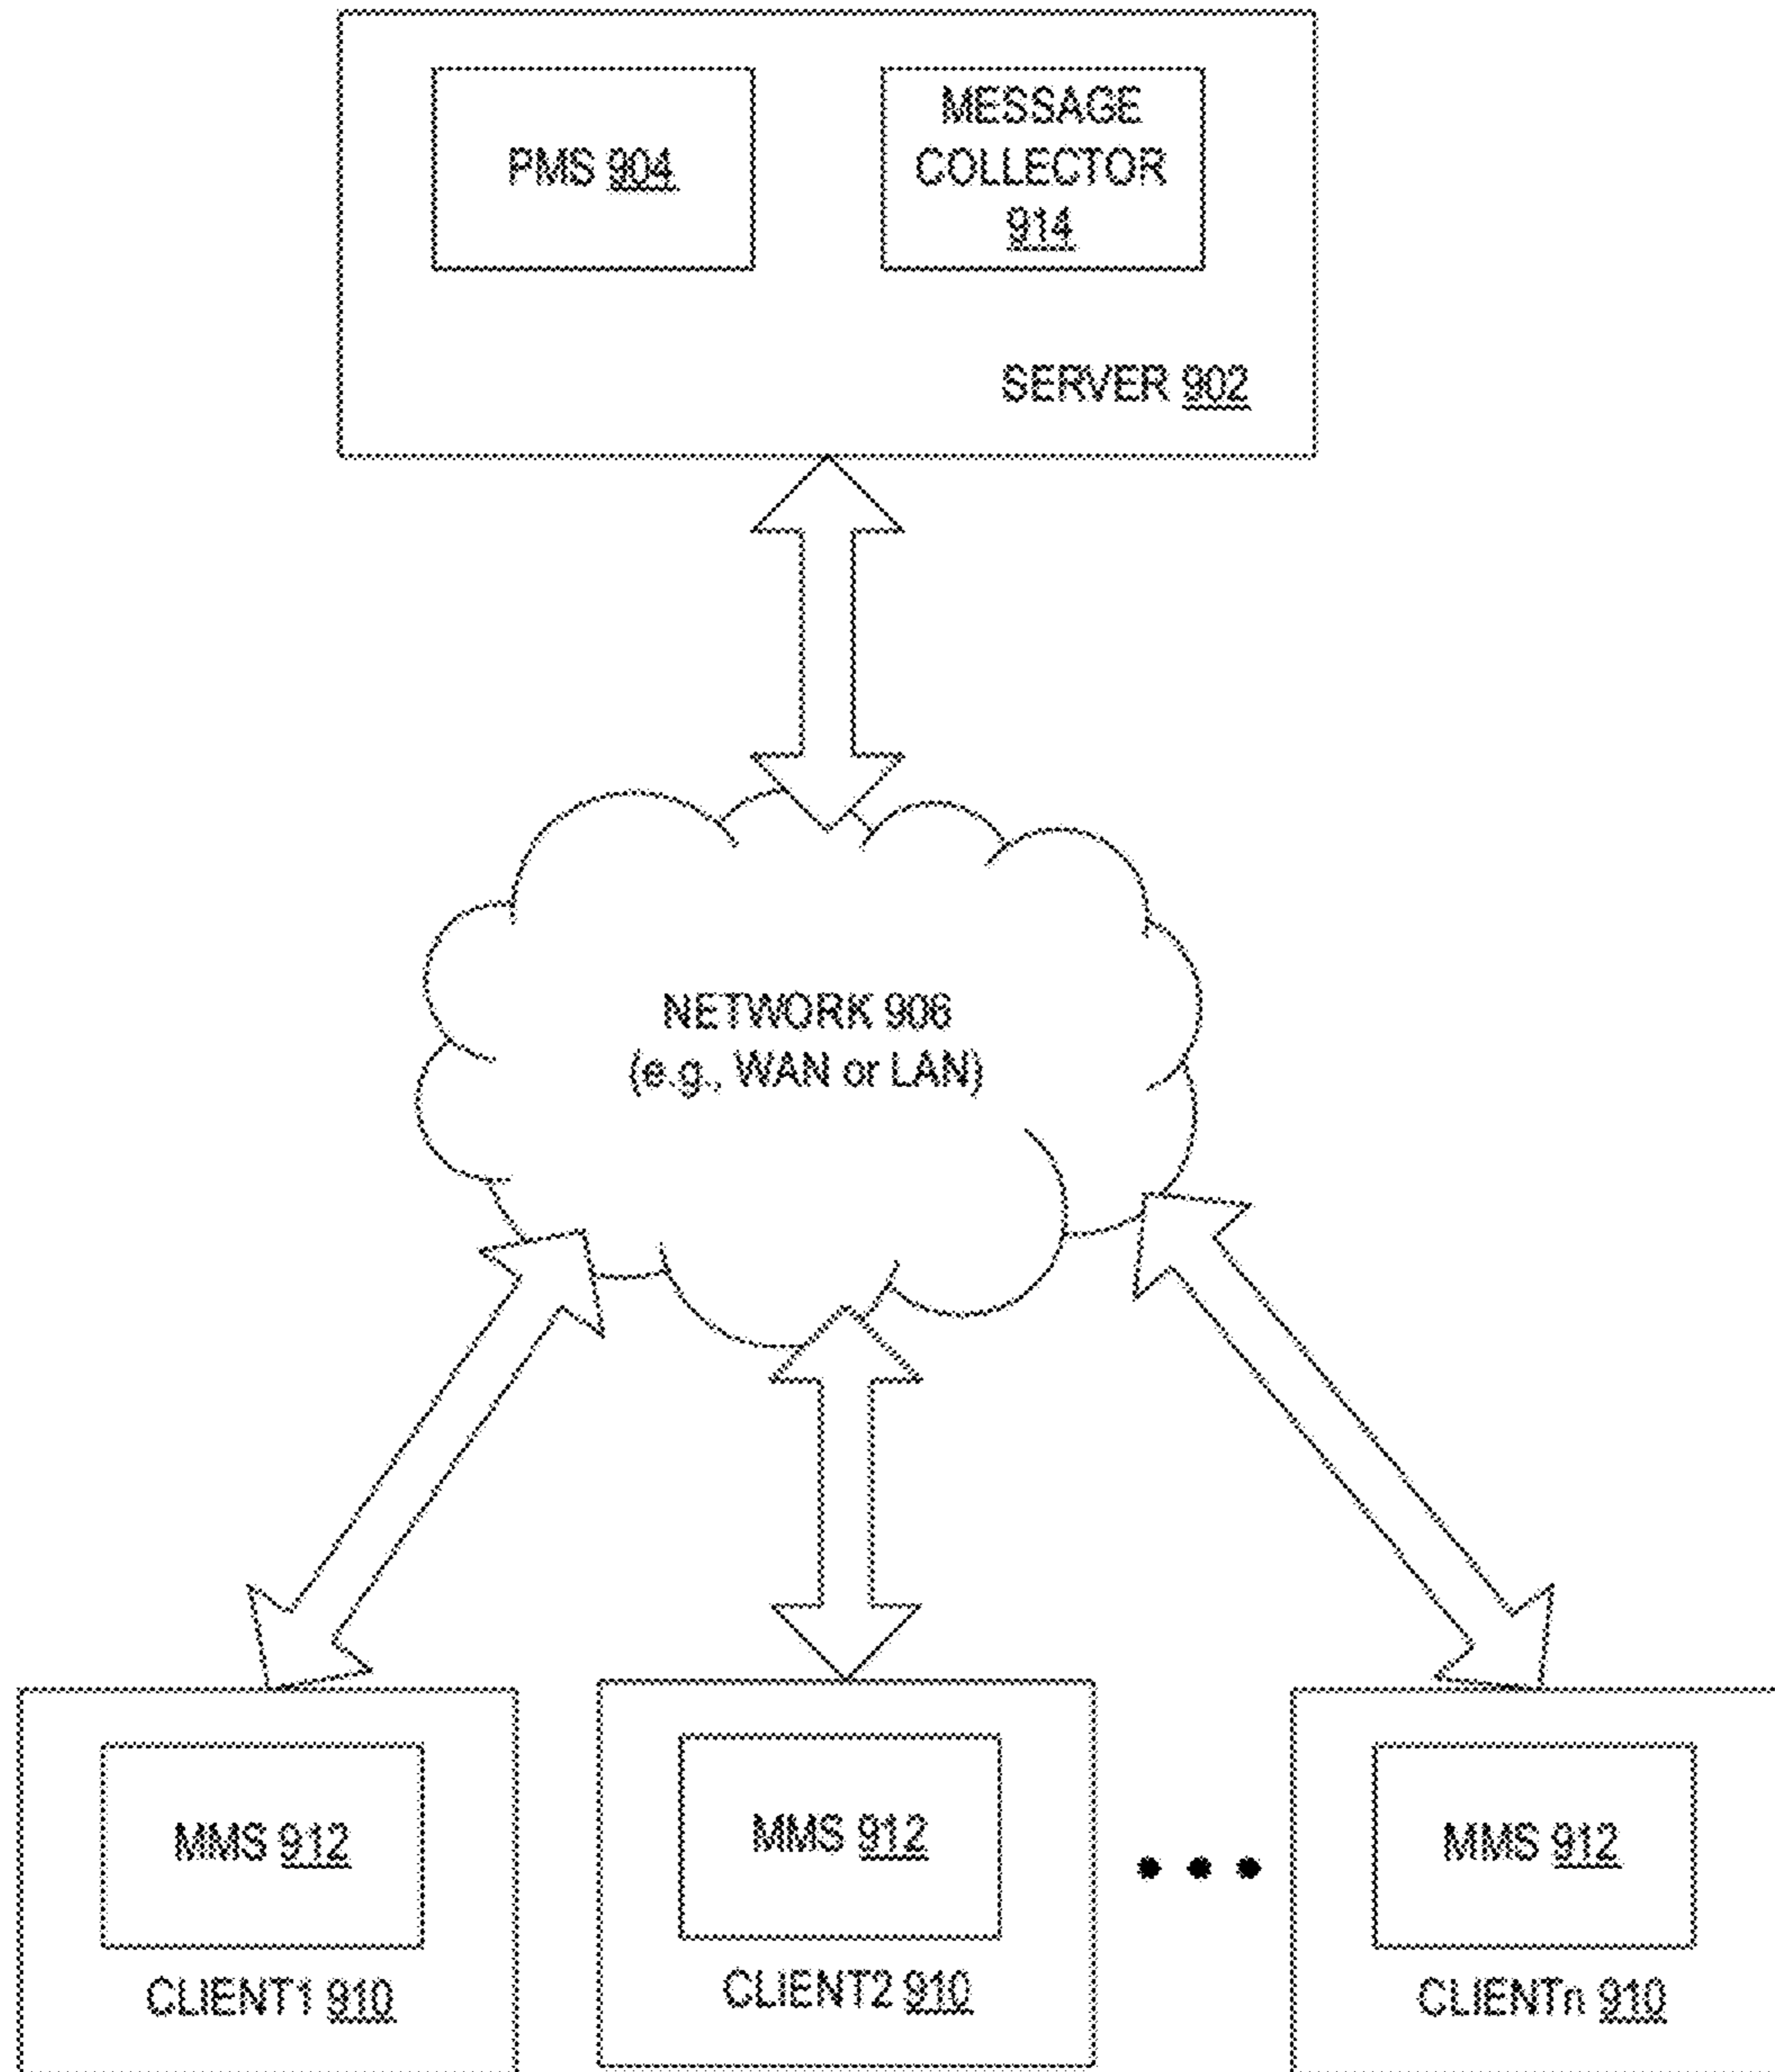 PMS 904
MESSAGE
COLLECTOR
914
SERVER 902
NETWORK 906
(e.g., WAN or LAN)
MMS 912
MMS 912
MMS 912
CLIENT1 910
CLIENT2 910
CLIENTn 910